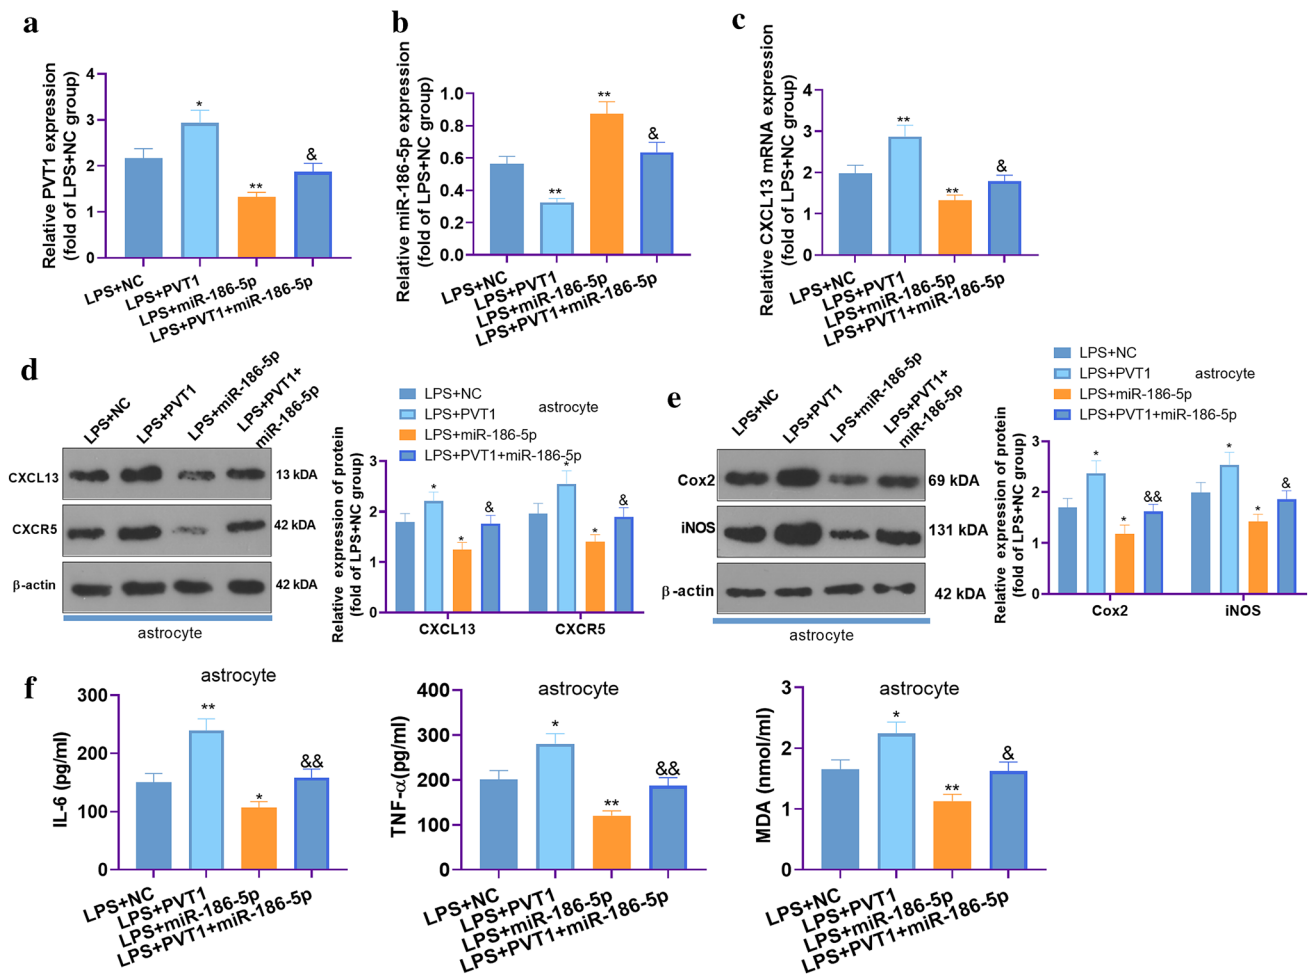 a
Relative PVT1 expression
(fold of LPS+NC group)
4
3
2
1
0
*
**
&
LPS+NC
LPS+PVT1
LPS+miR-186-5p
LPS+PVT1+miR-186-5p
b
Relative miR-186-5p expression
(fold of LPS+NC group)
1.0
0.8
0.6
0.4
0.2
0.0
**
**
&
LPS+NC
LPS+PVT1
LPS+miR-186-5p
LPS+PVT1+miR-186-5p
c
Relative CXCL13 mRNA expression
(fold of LPS+NC group)
4
3
2
1
0
**
**
&
LPS+NC
LPS+PVT1
LPS+miR-186-5p
LPS+PVT1+miR-186-5p
d
LPS+NC
LPS+PVT1
LPS+miR-186-5p
LPS+PVT1+
miR-186-5p
CXCL13
13 kDA
CXCR5
42 kDA
β-actin
42 kDA
astrocyte
LPS+NC
LPS+PVT1
LPS+miR-186-5p
LPS+PVT1+miR-186-5p
astrocyte
Relative expression of protein
(fold of LPS+NC group)
3
2
1
0
*
*
&
*
*
&
CXCL13
CXCR5
e
LPS+NC
LPS+PVT1
LPS+miR-186-5p
LPS+PVT1+
miR-186-5p
Cox2
69 kDA
iNOS
131 kDA
β-actin
42 kDA
astrocyte
LPS+NC
LPS+PVT1
LPS+miR-186-5p
LPS+PVT1+miR-186-5p
astrocyte
Relative expression of protein
(fold of LPS+NC group)
3
2
1
0
*
*
&&
*
*
&
Cox2
iNOS
f
astrocyte
IL-6 (pg/ml)
300
200
100
0
**
*
&&
LPS+NC
LPS+PVT1
LPS+miR-186-5p
LPS+PVT1+miR-186-5p
astrocyte
TNF-α(pg/ml)
400
300
200
100
0
*
**
&&
LPS+NC
LPS+PVT1
LPS+miR-186-5p
LPS+PVT1+miR-186-5p
astrocyte
MDA (nmol/ml)
3
2
1
0
*
**
&
LPS+NC
LPS+PVT1
LPS+miR-186-5p
LPS+PVT1+miR-186-5p